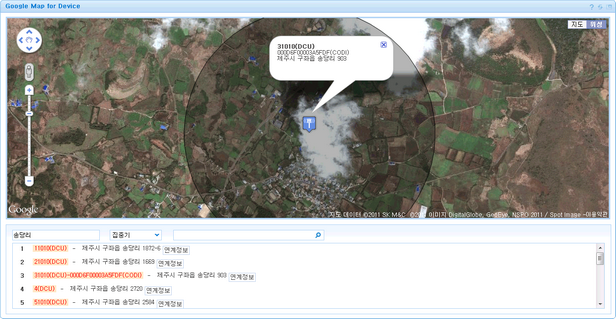 Google Map for Device
지도 위성
31010(DCU)
000D6F00003A5FDF(CODI)
제주시 구좌읍 송당리 903
Google
지도 데이터 ©2011 SK M&C 이미지 DigitalGlobe, GeoEye, NSPO 2011 / Spot Image -이용약관
송당리 집중기
1 11010(DCU) - 제주시 구좌읍 송당리 1872-6 연계정보
2 21010(DCU) - 제주시 구좌읍 송당리 1669 연계정보
3 31010(DCU)-000D6F00003A5FDF(CODI) - 제주시 구좌읍 송당리 903 연계정보
4 4(DCU) - 제주시 구좌읍 송당리 2720 연계정보
5 51010(DCU) - 제주시 구좌읍 송당리 2584 연계정보